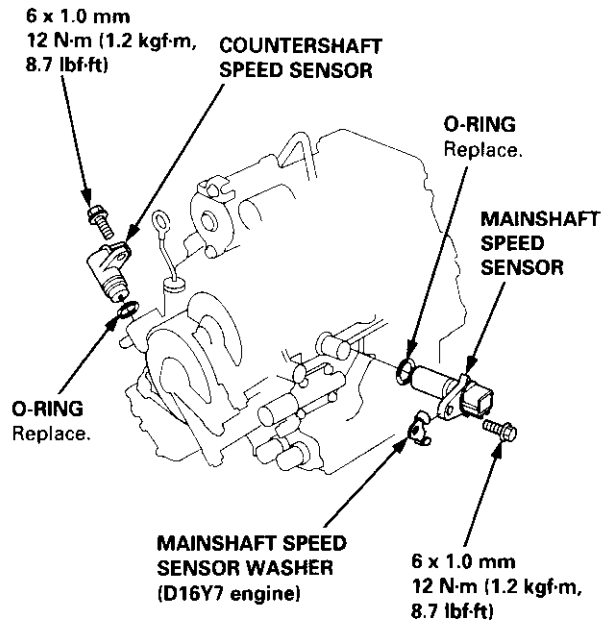 6 x 1.0 mm
12 N·m (1.2 kgf·m,
8.7 lbf·ft)
COUNTERSHAFT
SPEED SENSOR
O-RING
Replace.
MAINSHAFT
SPEED
SENSOR
O-RING
Replace.
MAINSHAFT SPEED
SENSOR WASHER
(D16Y7 engine)
6 x 1.0 mm
12 N·m (1.2 kgf·m,
8.7 lbf·ft)